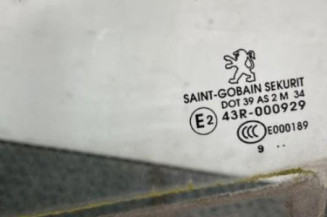 SAINT-GOBAIN SEKURIT
DOT 39 AS 2 M 34
E2 43R-000929
CCC E000189
9 ..